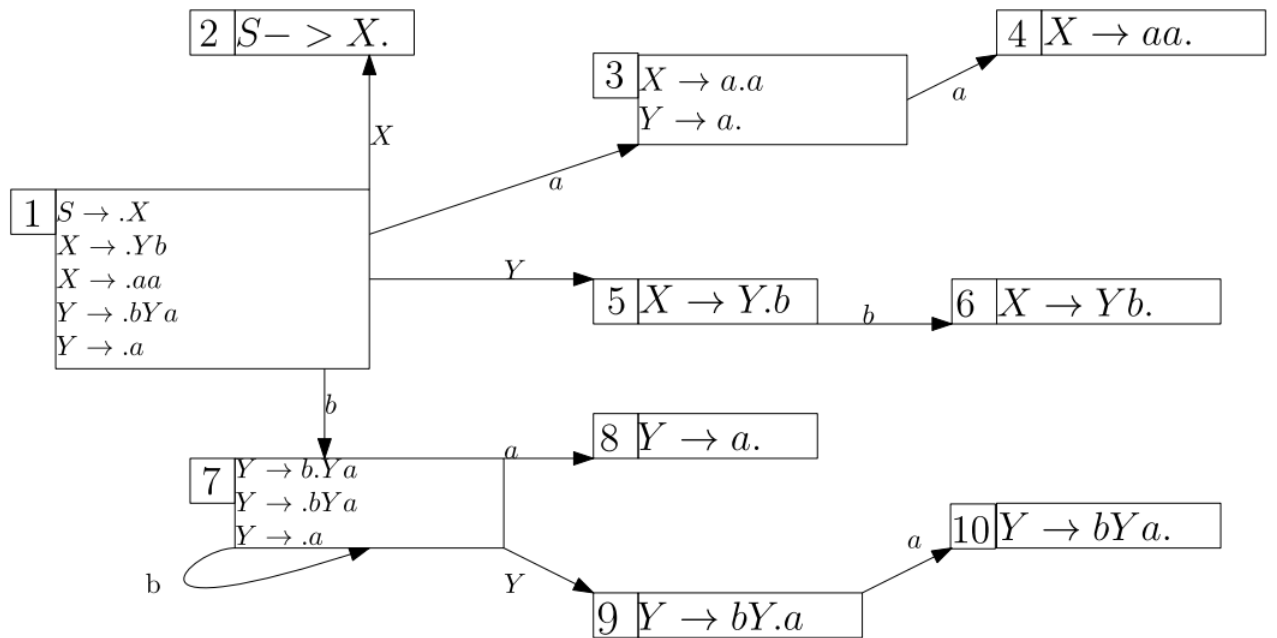 2 S− > X.
4 X → aa.
3 X → a.a
Y → a.
a
X
a
1 S → .X
X → .Yb
X → .aa
Y → .bYa
Y → .a
Y
5 X → Y.b
b
6 X → Yb.
b
8 Y → a.
a
7 Y → b.Ya
Y → .bYa
Y → .a
10 Y → bYa.
a
b
Y
9 Y → bY.a